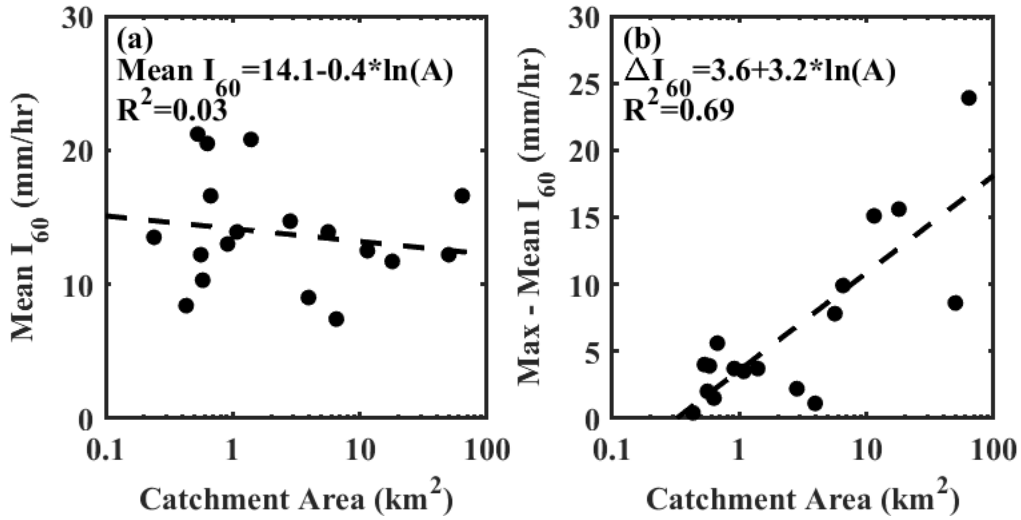 (a)
Mean I₆₀=14.1-0.4*ln(A)
R²=0.03
30
20
10
0
Mean I₆₀ (mm/hr)
0.1 1 10 100
Catchment Area (km²)
(b)
ΔI₆₀=3.6+3.2*ln(A)
R²=0.69
30
25
20
15
10
5
0
Max - Mean I₆₀ (mm/hr)
0.1 1 10 100
Catchment Area (km²)